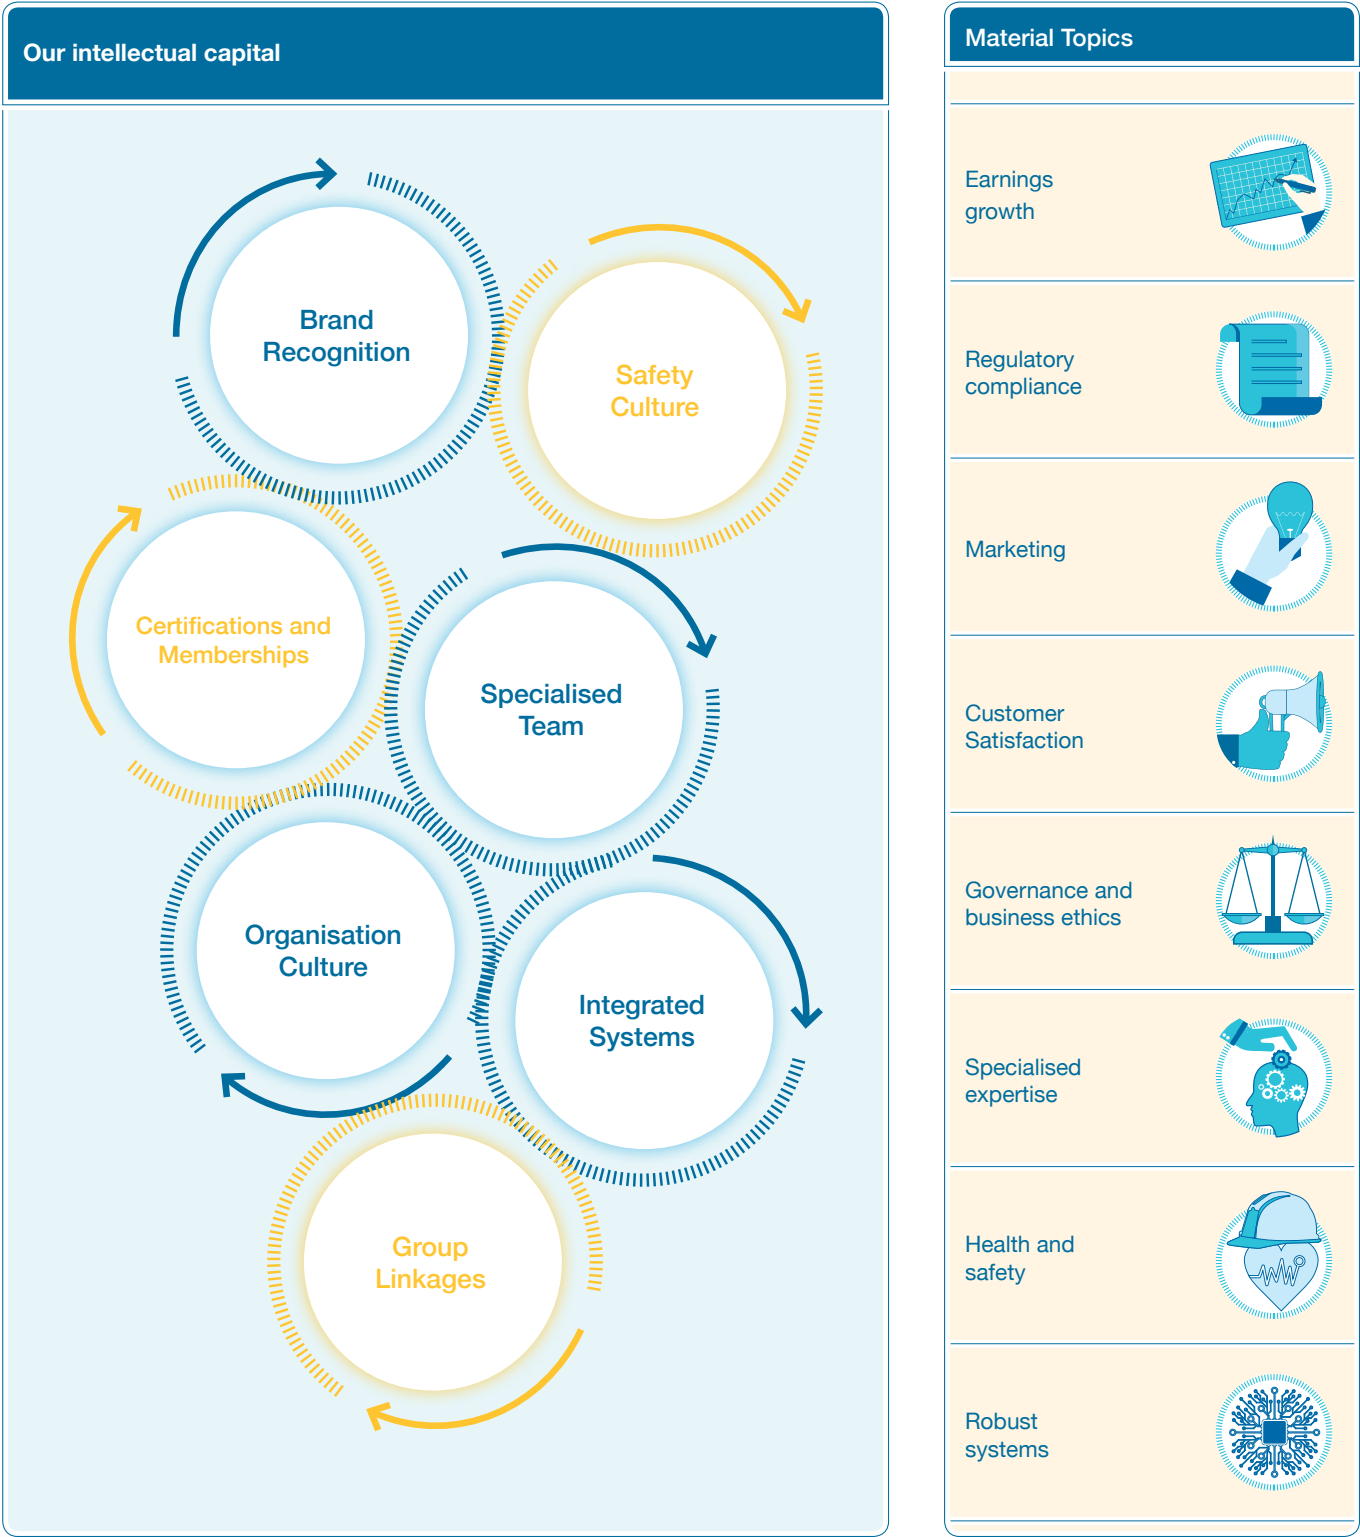 Our intellectual capital
Brand
Recognition
Safety
Culture
Certifications and
Memberships
Specialised
Team
Organisation
Culture
Integrated
Systems
Group
Linkages
Material Topics
Earnings
growth
Regulatory
compliance
Marketing
Customer
Satisfaction
Governance and
business ethics
Specialised
expertise
Health and
safety
Robust
systems